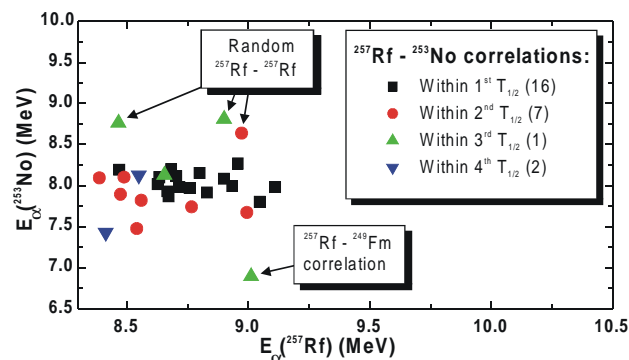 Random
²⁵⁷Rf - ²⁵⁷Rf
²⁵⁷Rf - ²⁵³No correlations:
Within 1ˢᵗ T₁/₂ (16)
Within 2ⁿᵈ T₁/₂ (7)
Within 3ʳᵈ T₁/₂ (1)
Within 4ᵗʰ T₁/₂ (2)
²⁵⁷Rf - ²⁴⁹Fm
correlation
E_α(²⁵³No) (MeV)
10.0
9.5
9.0
8.5
8.0
7.5
7.0
6.5
8.5 9.0 9.5 10.0 10.5
E_α(²⁵⁷Rf) (MeV)